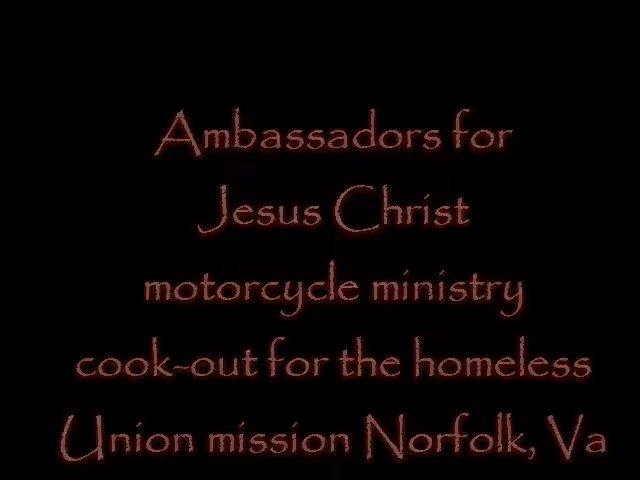 Ambassadors for
Jesus Christ
motorcycle ministry
cook-out for the homeless
Union mission Norfolk, Va